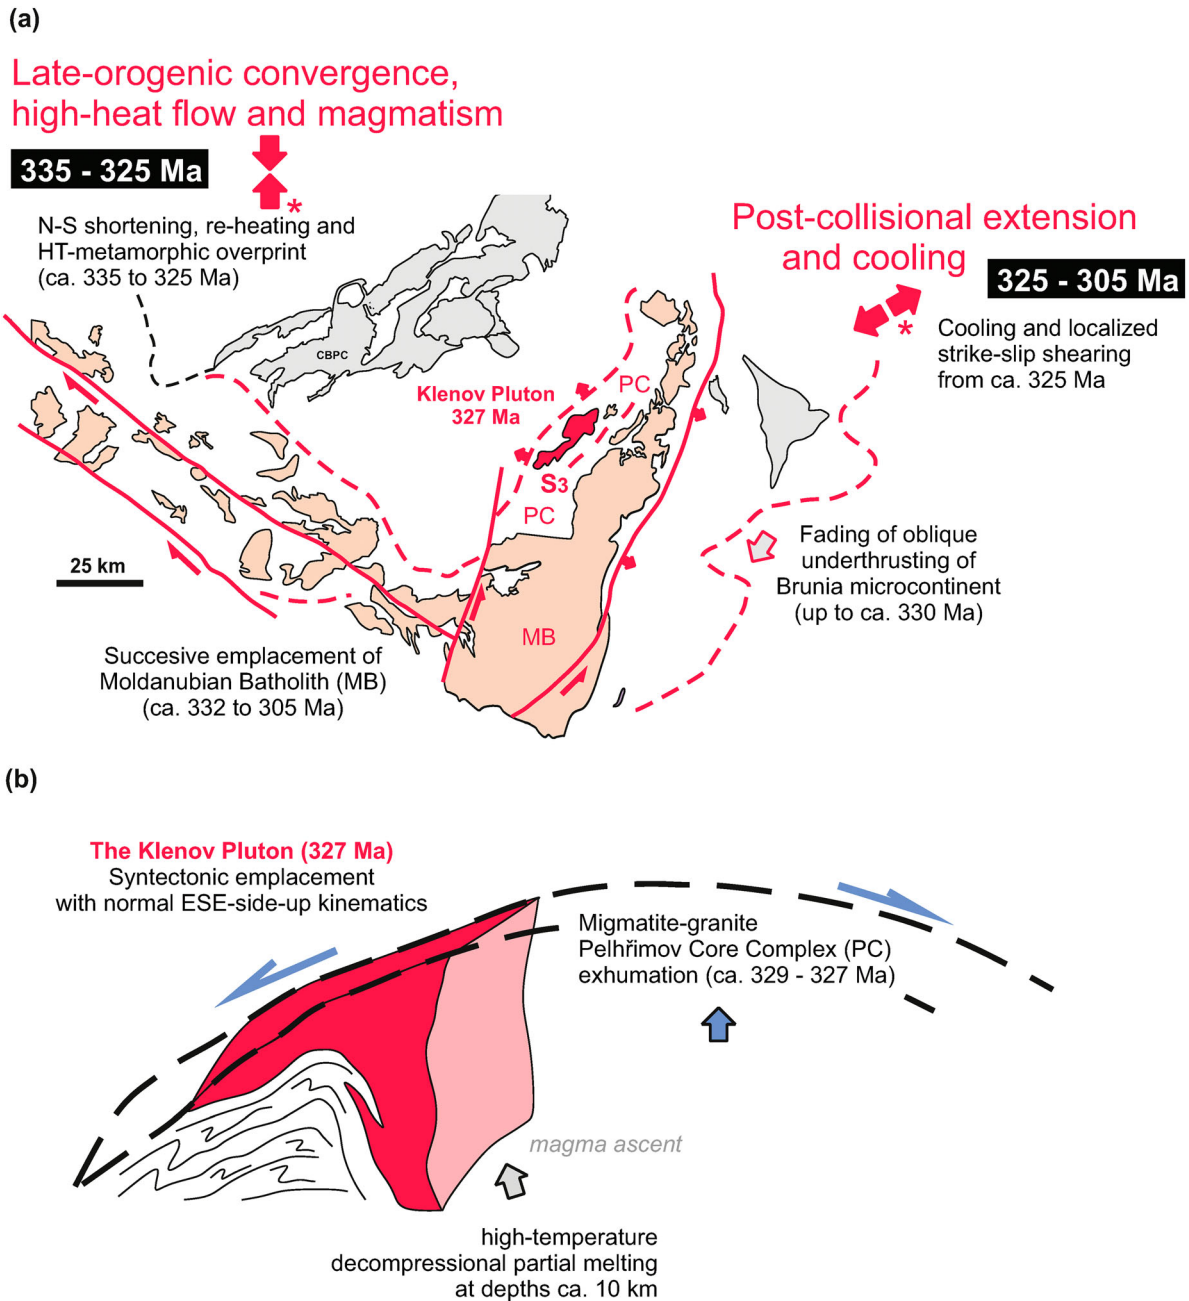 (a)
Late-orogenic convergence,
high-heat flow and magmatism
335 - 325 Ma
*
N-S shortening, re-heating and
HT-metamorphic overprint
(ca. 335 to 325 Ma)
Post-collisional extension
and cooling
325 - 305 Ma
*
Cooling and localized
strike-slip shearing
from ca. 325 Ma
CBPC
Klenov Pluton
327 Ma
PC
S3
PC
25 km
Fading of oblique
underthrusting of
Brunia microcontinent
(up to ca. 330 Ma)
MB
Succesive emplacement of
Moldanubian Batholith (MB)
(ca. 332 to 305 Ma)
(b)
The Klenov Pluton (327 Ma)
Syntectonic emplacement
with normal ESE-side-up kinematics
Migmatite-granite
Pelhřimov Core Complex (PC)
exhumation (ca. 329 - 327 Ma)
magma ascent
high-temperature
decompressional partial melting
at depths ca. 10 km